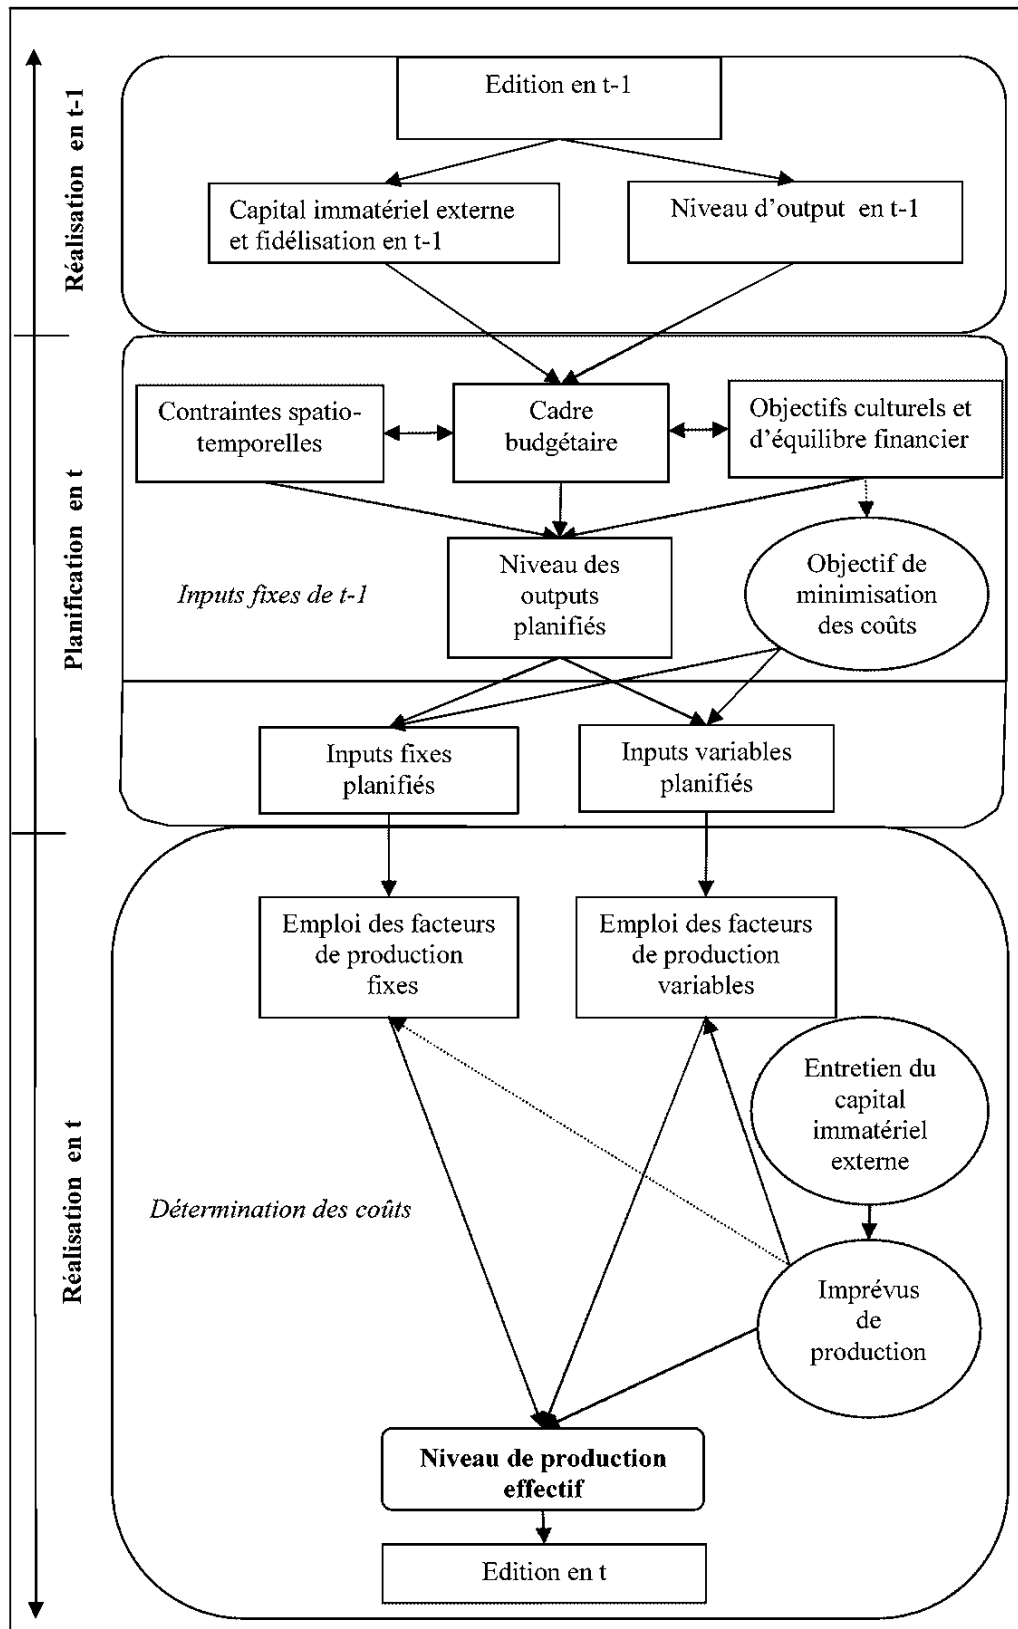 Réalisation en t-1
Edition en t-1
Capital immatériel externe
et fidélisation en t-1
Niveau d'output en t-1
Planification en t
Contraintes spatio-
temporelles
Cadre
budgétaire
Objectifs culturels et
d'équilibre financier
Inputs fixes de t-1
Niveau des
outputs
planifiés
Objectif de
minimisation
des coûts
Inputs fixes
planifiés
Inputs variables
planifiés
Réalisation en t
Emploi des facteurs
de production
fixes
Emploi des facteurs
de production
variables
Entretien du
capital
immatériel
externe
Détermination des coûts
Imprévus
de
production
Niveau de production
effectif
Edition en t